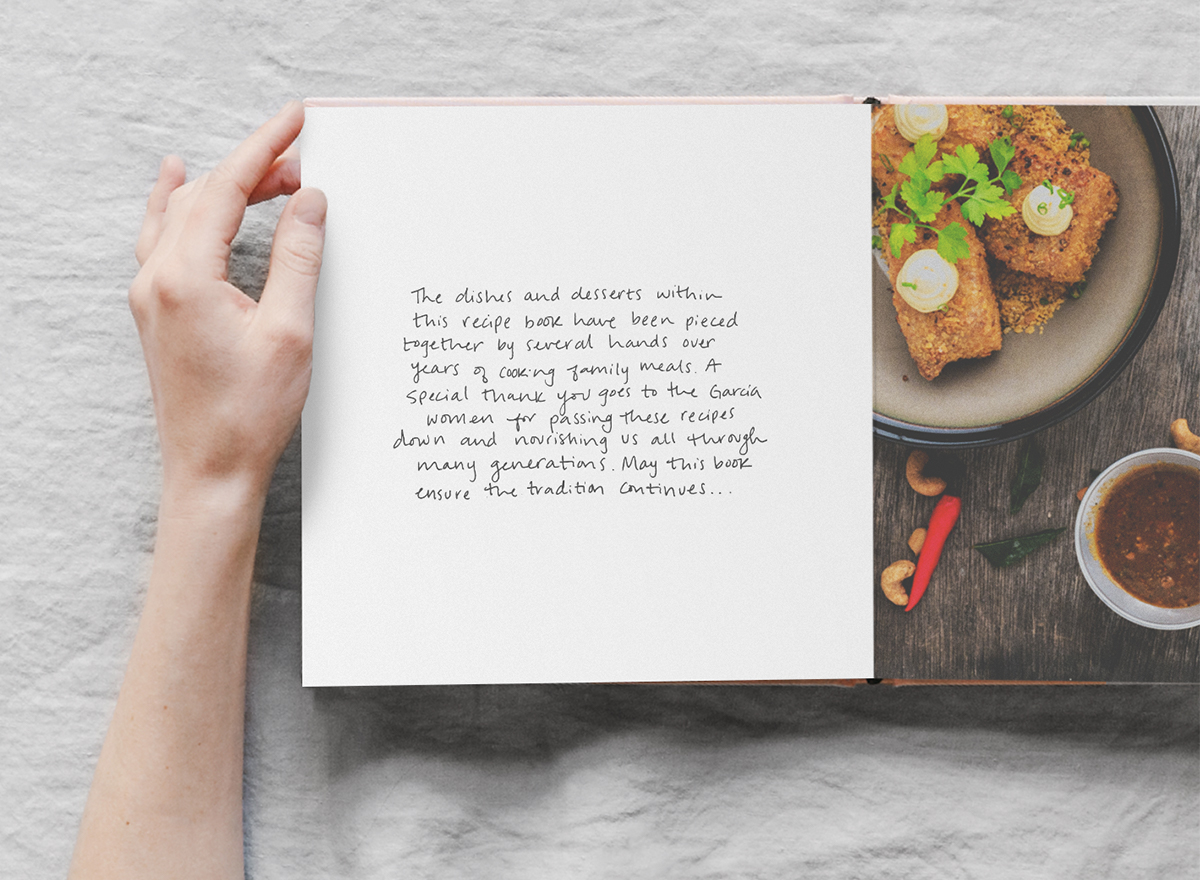 The dishes and desserts within
this recipe book have been pieced
together by several hands over
years of cooking family meals. A
special thank you goes to the Garcia
women for passing these recipes
down and nourishing us all through
many generations. May this book
ensure the tradition continues...